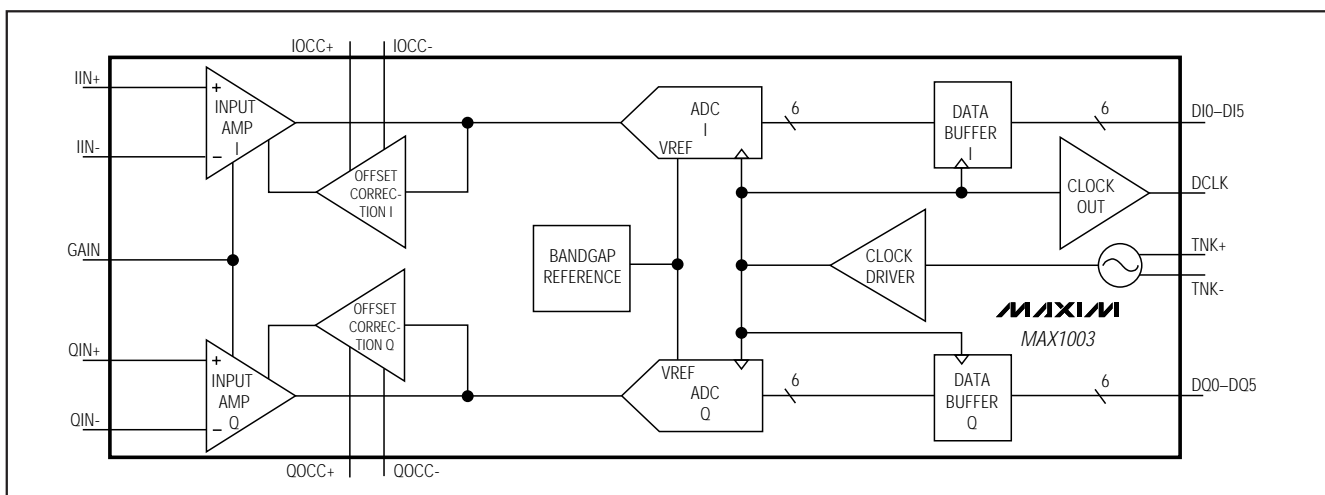 IOCC+ IOCC-
IIN+
INPUT
AMP
I
+
−
IIN-
OFFSET
CORREC-
TION I
ADC
I
VREF
6
DATA
BUFFER
I
6
DI0–DI5
CLOCK
OUT
DCLK
GAIN
BANDGAP
REFERENCE
CLOCK
DRIVER
TNK+
TNK-
MAXIM
MAX1003
OFFSET
CORREC-
TION Q
QIN+
+
INPUT
AMP
Q
−
QIN-
VREF
ADC
Q
6
DATA
BUFFER
Q
6
DQ0–DQ5
QOCC+ QOCC-